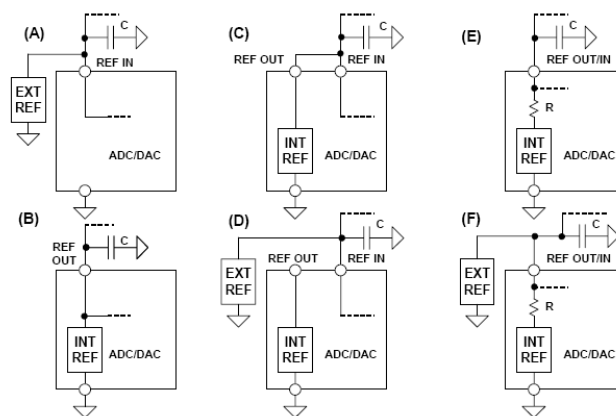 (A)
C
REF IN
EXT
REF
ADC/DAC
(B)
REF
OUT
C
INT
REF
ADC/DAC
(C)
C
REF OUT
REF IN
INT
REF
ADC/DAC
(D)
C
REF OUT
REF IN
EXT
REF
INT
REF
ADC/DAC
(E)
C
REF OUT/IN
R
INT
REF
ADC/DAC
(F)
C
REF OUT/IN
EXT
REF
R
INT
REF
ADC/DAC